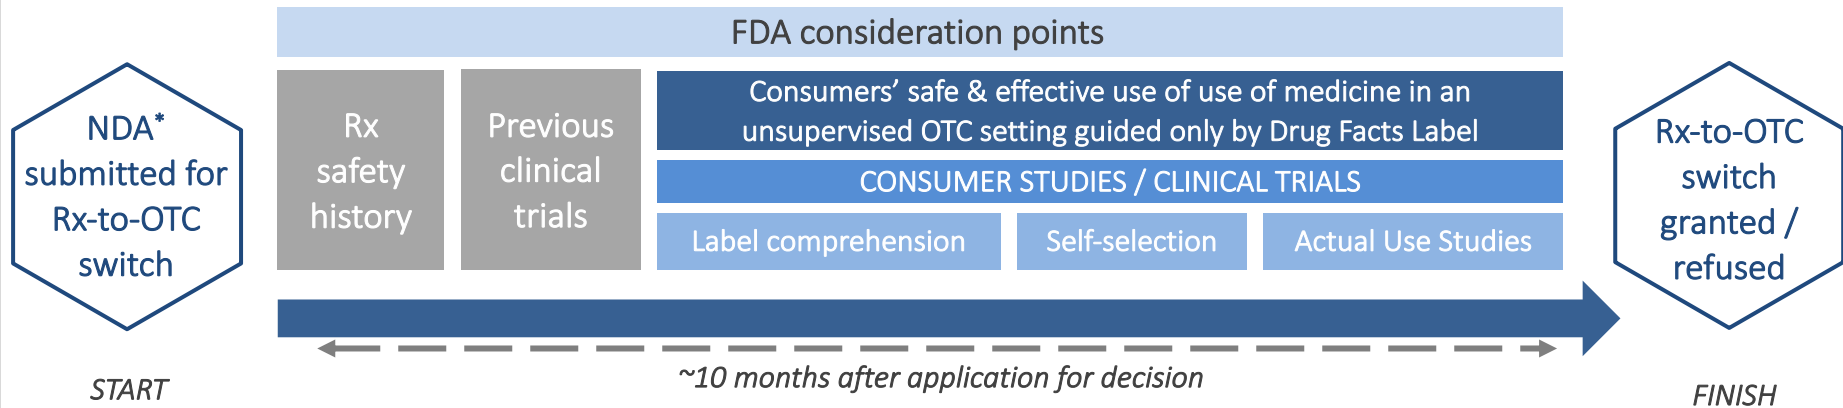 FDA consideration points
NDA*
submitted for
Rx-to-OTC
switch
Rx
safety
history
Previous
clinical
trials
Consumers’ safe & effective use of use of medicine in an
unsupervised OTC setting guided only by Drug Facts Label
CONSUMER STUDIES / CLINICAL TRIALS
Label comprehension
Self-selection
Actual Use Studies
Rx-to-OTC
switch
granted /
refused
~10 months after application for decision
START
FINISH